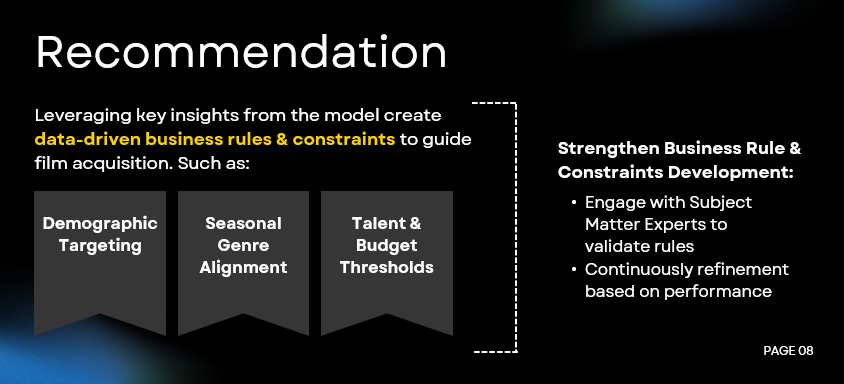 Recommendation
Leveraging key insights from the model create
data-driven business rules & constraints to guide
film acquisition. Such as:
Demographic
Targeting
Seasonal
Genre
Alignment
Talent &
Budget
Thresholds
Strengthen Business Rule &
Constraints Development:
• Engage with Subject
Matter Experts to
validate rules
• Continuously refinement
based on performance
PAGE 08